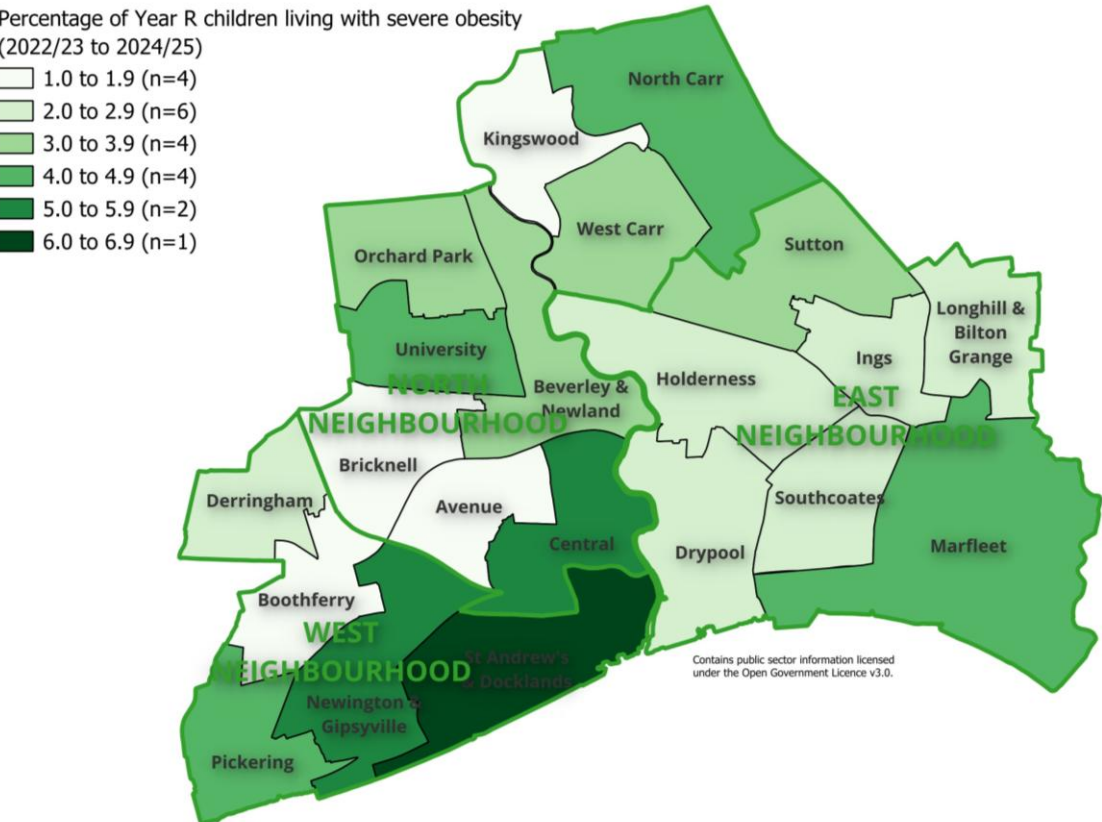 Percentage of Year R children living with severe obesity
(2022/23 to 2024/25)
1.0 to 1.9 (n=4)
2.0 to 2.9 (n=6)
3.0 to 3.9 (n=4)
4.0 to 4.9 (n=4)
5.0 to 5.9 (n=2)
6.0 to 6.9 (n=1)
North Carr
Kingswood
West Carr
Sutton
Orchard Park
Longhill &
Bilton
Grange
University
Ings
Holderness
NORTH
NEIGHBOURHOOD
Beverley &
Newland
EAST
NEIGHBOURHOOD
Bricknell
Derringham
Avenue
Southcoates
Central
Drypool
Marfleet
Boothferry
WEST
NEIGHBOURHOOD
St Andrew's
& Docklands
Newington &
Gipsyville
Pickering
Contains public sector information licensed
under the Open Government Licence v3.0.